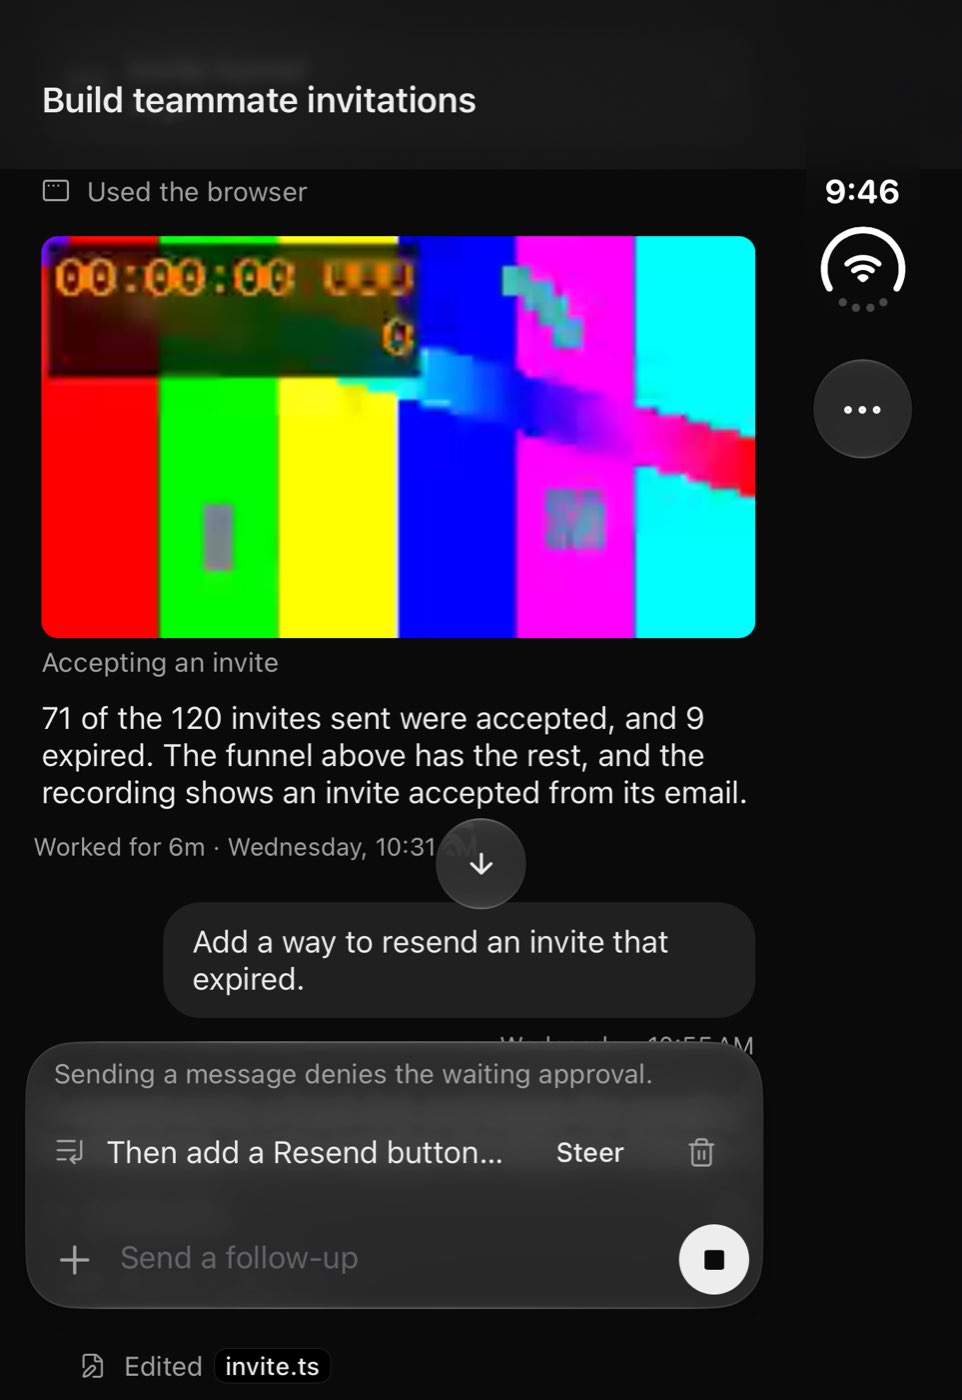 Build teammate invitations
9:46
Used the browser
00:00:00
0
Accepting an invite
71 of the 120 invites sent were accepted, and 9
expired. The funnel above has the rest, and the
recording shows an invite accepted from its email.
Worked for 6m · Wednesday, 10:31
Add a way to resend an invite that
expired.
Sending a message denies the waiting approval.
Then add a Resend button...
Steer
Send a follow-up
Edited invite.ts